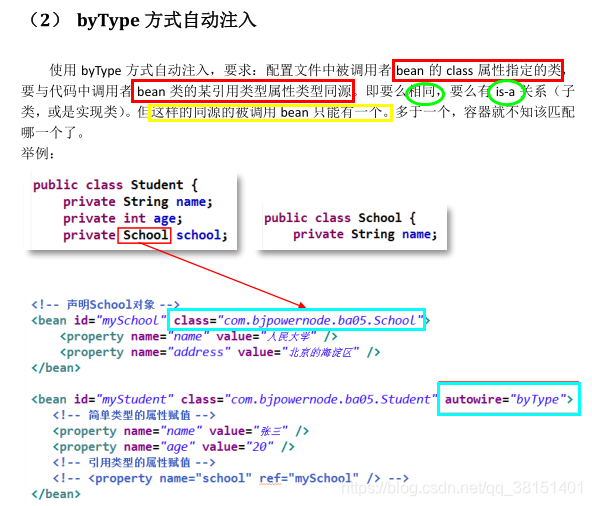 （2） byType 方式自动注入
使用 byType 方式自动注入，要求：配置文件中被调用者 bean 的 class 属性指定的类，
要与代码中调用者 bean 类的某引用类型属性类型同源。即要么相同，要么有 is-a 关系（子
类，或是实现类）。但这样的同源的被调用 bean 只能有一个。多于一个，容器就不知该匹配
哪一个了。
举例：
public class Student {
private String name;
private int age;
private School school;
public class School {
private String name;
<!-- 声明School对象 -->
<bean id="mySchool" class="com.bjpowernode.ba05.School">
<property name="name" value="人民大学" />
<property name="address" value="北京的海淀区" />
</bean>
<bean id="myStudent" class="com.bjpowernode.ba05.Student" autowire="byType">
<!-- 简单类型的属性赋值 -->
<property name="name" value="张三" />
<property name="age" value="20" />
<!-- 引用类型的属性赋值 -->
<!-- <property name="school" ref="mySchool" /> -->
</bean>
https://blog.csdn.net/qq_38151401